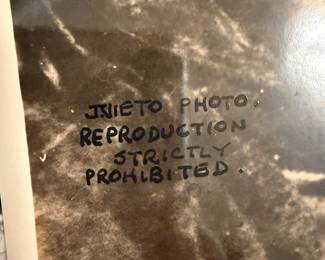 JNIETO PHOTO.
REPRODUCTION
STRICTLY
PROHIBITED.